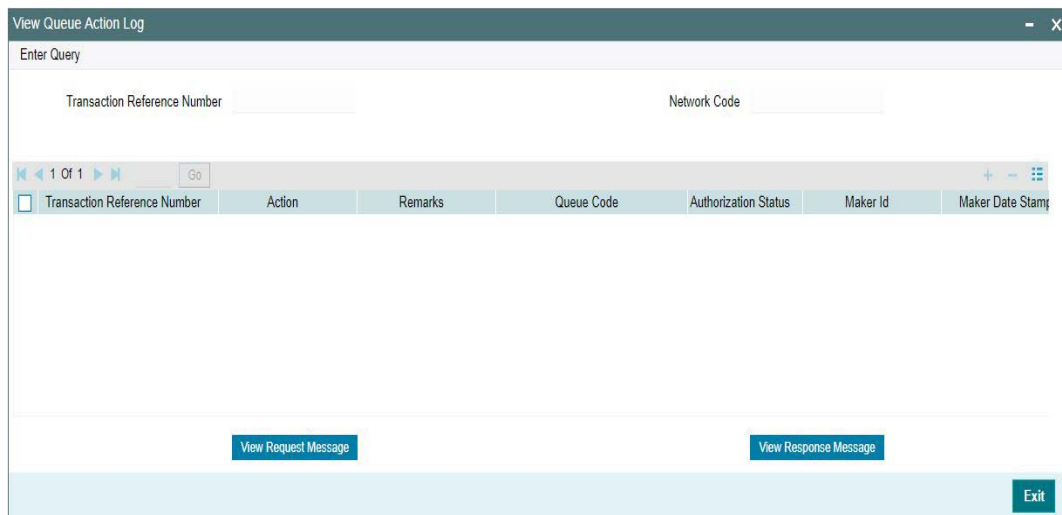 View Queue Action Log - X
Enter Query
Transaction Reference Number Network Code
1 Of 1 Go + -
Transaction Reference Number Action Remarks Queue Code Authorization Status Maker Id Maker Date Stamp
View Request Message View Response Message
Exit